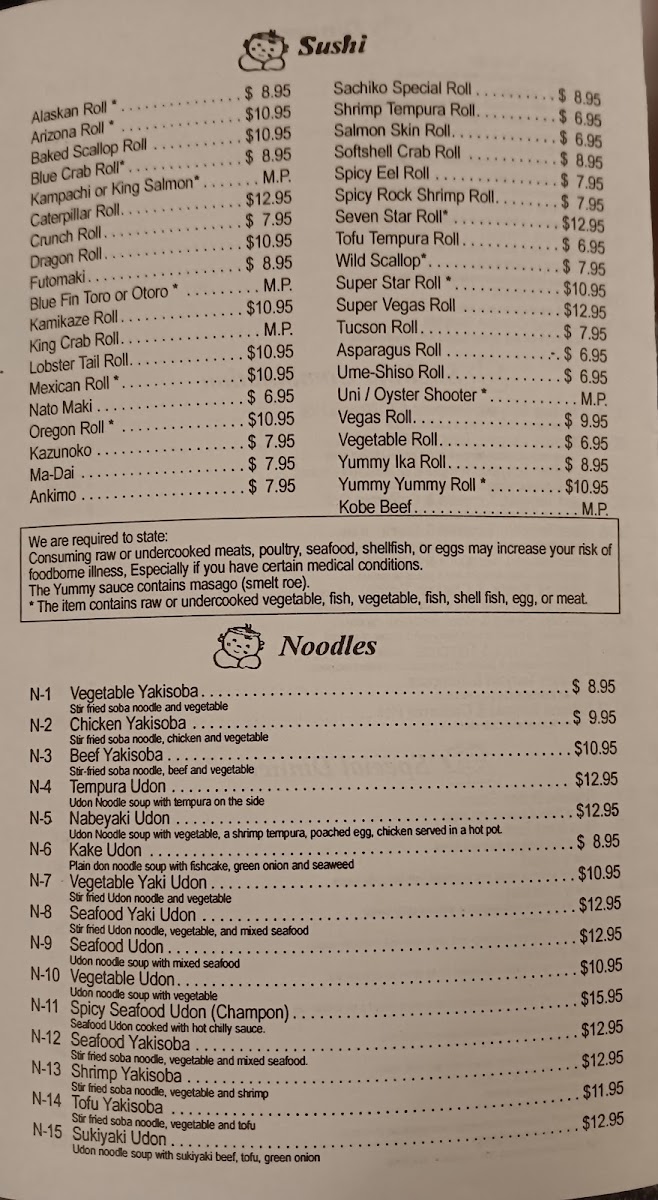 Sushi
Alaskan Roll * . . . . . . . . . . . . . . $ 8.95
Arizona Roll * . . . . . . . . . . . . . . $10.95
Baked Scallop Roll . . . . . . . . . . . $10.95
Blue Crab Roll* . . . . . . . . . . . . . . $ 8.95
Kampachi or King Salmon* . . . . . . . M.P.
Caterpillar Roll. . . . . . . . . . . . . . $12.95
Crunch Roll . . . . . . . . . . . . . . . . $ 7.95
Dragon Roll. . . . . . . . . . . . . . . . $10.95
Futomaki. . . . . . . . . . . . . . . . . . $ 8.95
Blue Fin Toro or Otoro * . . . . . . . . . M.P.
Kamikaze Roll. . . . . . . . . . . . . . . $10.95
King Crab Roll. . . . . . . . . . . . . . . . M.P.
Lobster Tail Roll. . . . . . . . . . . . . . $10.95
Mexican Roll *. . . . . . . . . . . . . . . $10.95
Nato Maki . . . . . . . . . . . . . . . . . . $ 6.95
Oregon Roll * . . . . . . . . . . . . . . . $10.95
Kazunoko . . . . . . . . . . . . . . . . . . $ 7.95
Ma-Dai . . . . . . . . . . . . . . . . . . . . $ 7.95
Ankimo . . . . . . . . . . . . . . . . . . . . $ 7.95
Sachiko Special Roll . . . . . . . . . . $ 8.95
Shrimp Tempura Roll. . . . . . . . . . $ 6.95
Salmon Skin Roll. . . . . . . . . . . . . $ 6.95
Softshell Crab Roll . . . . . . . . . . . $ 8.95
Spicy Eel Roll . . . . . . . . . . . . . . . $ 7.95
Spicy Rock Shrimp Roll. . . . . . . . $ 7.95
Seven Star Roll* . . . . . . . . . . . . . $12.95
Tofu Tempura Roll. . . . . . . . . . . . $ 6.95
Wild Scallop*. . . . . . . . . . . . . . . . $ 7.95
Super Star Roll * . . . . . . . . . . . . . $10.95
Super Vegas Roll . . . . . . . . . . . . $12.95
Tucson Roll. . . . . . . . . . . . . . . . . $ 7.95
Asparagus Roll . . . . . . . . . . . . . . $ 6.95
Ume-Shiso Roll. . . . . . . . . . . . . . $ 6.95
Uni / Oyster Shooter * . . . . . . . . . . . M.P.
Vegas Roll. . . . . . . . . . . . . . . . . . $ 9.95
Vegetable Roll. . . . . . . . . . . . . . . $ 6.95
Yummy Ika Roll. . . . . . . . . . . . . . $ 8.95
Yummy Yummy Roll * . . . . . . . . . $10.95
Kobe Beef. . . . . . . . . . . . . . . . . . . . M.P.
We are required to state:
Consuming raw or undercooked meats, poultry, seafood, shellfish, or eggs may increase your risk of
foodborne illness, Especially if you have certain medical conditions.
The Yummy sauce contains masago (smelt roe).
* The item contains raw or undercooked vegetable, fish, vegetable, fish, shell fish, egg, or meat.
Noodles
N-1 Vegetable Yakisoba . . . . . . . . . . . . . . . . . . . . $ 8.95
Stir fried soba noodle and vegetable
N-2 Chicken Yakisoba . . . . . . . . . . . . . . . . . . . . $ 9.95
Stir fried soba noodle, chicken and vegetable
N-3 Beef Yakisoba . . . . . . . . . . . . . . . . . . . . $10.95
Stir-fried soba noodle, beef and vegetable
N-4 Tempura Udon . . . . . . . . . . . . . . . . . . . . $12.95
Udon Noodle soup with tempura on the side
N-5 Nabeyaki Udon . . . . . . . . . . . . . . . . . . . . $12.95
Udon Noodle soup with vegetable, a shrimp tempura, poached egg, chicken served in a hot pot.
N-6 Kake Udon . . . . . . . . . . . . . . . . . . . . $ 8.95
Plain don noodle soup with fishcake, green onion and seaweed
N-7 Vegetable Yaki Udon . . . . . . . . . . . . . . . . . . . . $10.95
Stir fried Udon noodle and vegetable
N-8 Seafood Yaki Udon . . . . . . . . . . . . . . . . . . . . $12.95
Stir fried Udon noodle, vegetable, and mixed seafood
N-9 Seafood Udon . . . . . . . . . . . . . . . . . . . . $12.95
Udon noodle soup with mixed seafood
N-10 Vegetable Udon. . . . . . . . . . . . . . . . . . . . $10.95
Udon noodle soup with vegetable
N-11 Spicy Seafood Udon (Champon) . . . . . . . . . . . . . . . . . . . . $15.95
Seafood Udon cooked with hot chilly sauce.
N-12 Seafood Yakisoba . . . . . . . . . . . . . . . . . . . . $12.95
Stir fried soba noodle, vegetable and mixed seafood.
N-13 Shrimp Yakisoba . . . . . . . . . . . . . . . . . . . . $12.95
Stir fried soba noodle, vegetable and shrimp
N-14 Tofu Yakisoba . . . . . . . . . . . . . . . . . . . . $11.95
Stir fried soba noodle, vegetable and tofu
N-15 Sukiyaki Udon . . . . . . . . . . . . . . . . . . . . $12.95
Udon noodle soup with sukiyaki beef, tofu, green onion